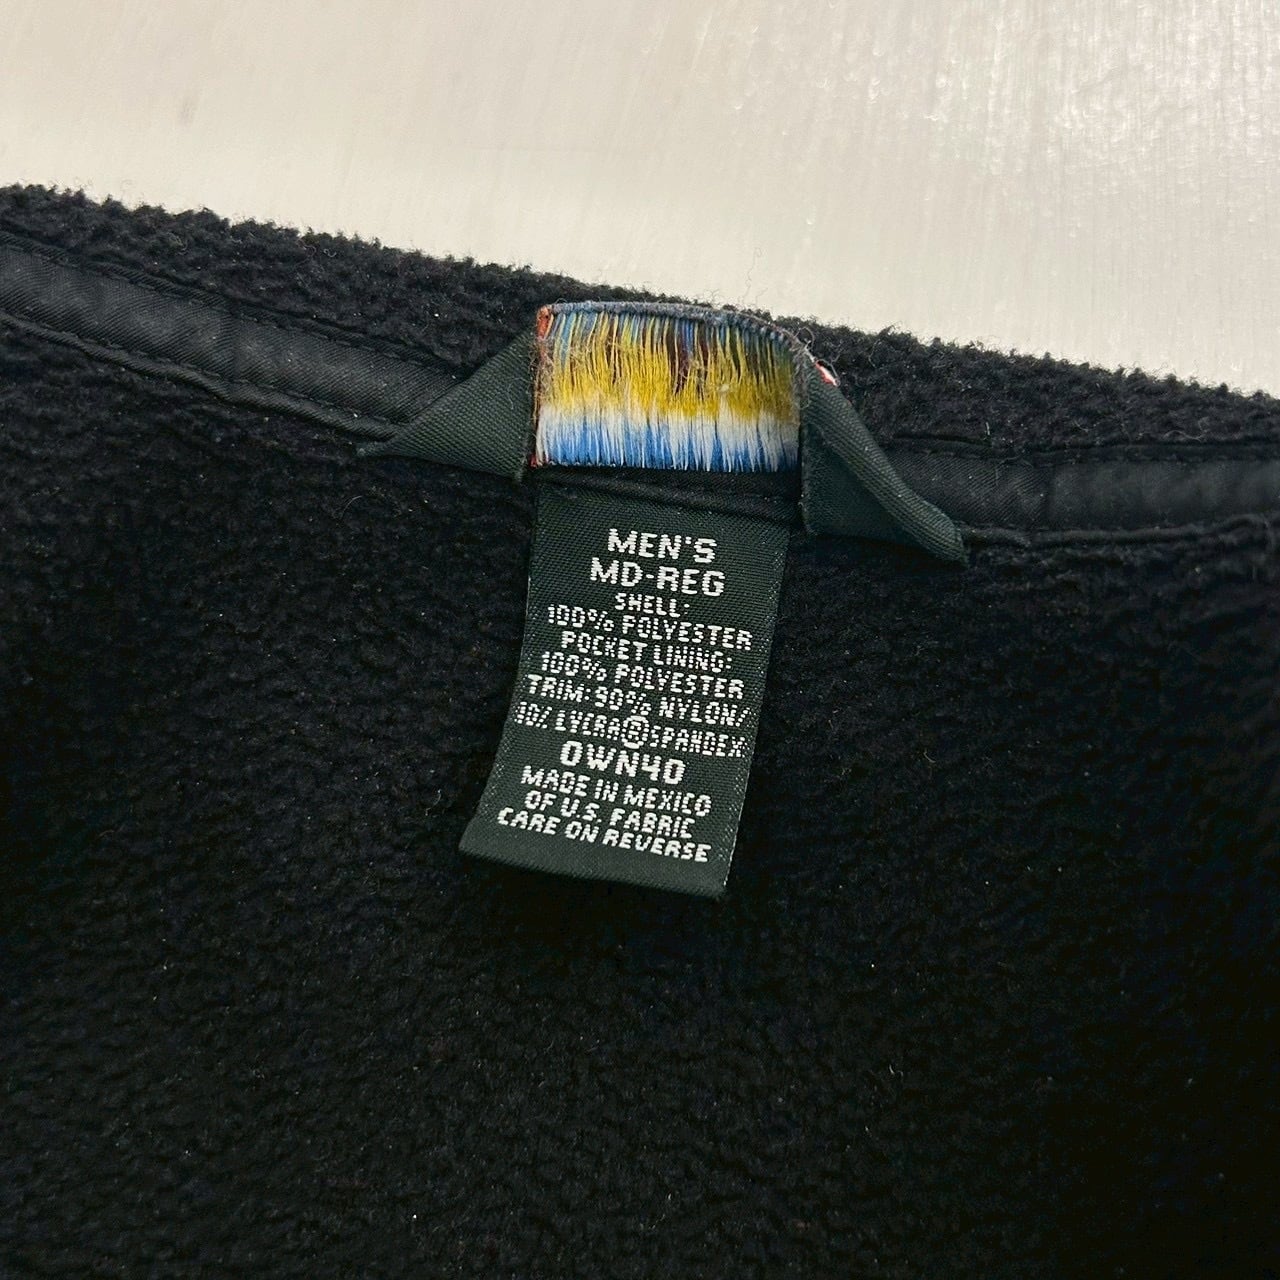 MEN'S
MD-REG
SHELL:
100% POLYESTER
POCKET LINING:
100% POLYESTER
TRIM: 90% NYLON/
10% LYCRA®SPANDEX
0WN40
MADE IN MEXICO
OF U.S. FABRIC
CARE ON REVERSE